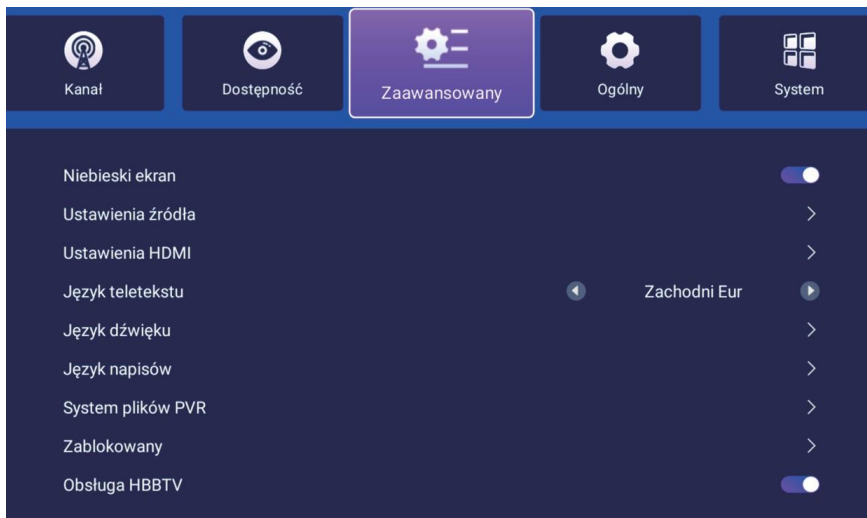 Kanał
Dostępność
Zaawansowany
Ogólny
System
Niebieski ekran
Ustawienia źródła
Ustawienia HDMI
Język teletekstu Zachodni Eur
Język dźwięku
Język napisów
System plików PVR
Zablokowany
Obsługa HBBTV